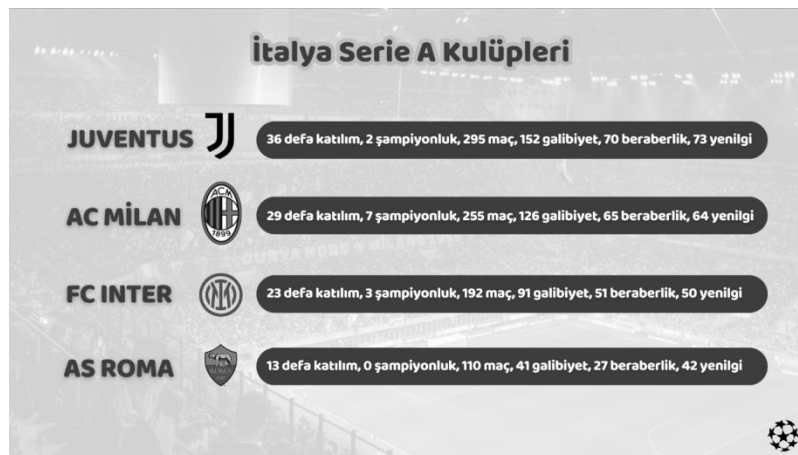 İtalya Serie A Kulüpleri
JUVENTUS
36 defa katılım, 2 şampiyonluk, 295 maç, 152 galibiyet, 70 beraberlik, 73 yenilgi
AC MİLAN
ACM
1899
29 defa katılım, 7 şampiyonluk, 255 maç, 126 galibiyet, 65 beraberlik, 64 yenilgi
FC INTER
23 defa katılım, 3 şampiyonluk, 192 maç, 91 galibiyet, 51 beraberlik, 50 yenilgi
AS ROMA
ROMA
13 defa katılım, 0 şampiyonluk, 110 maç, 41 galibiyet, 27 beraberlik, 42 yenilgi